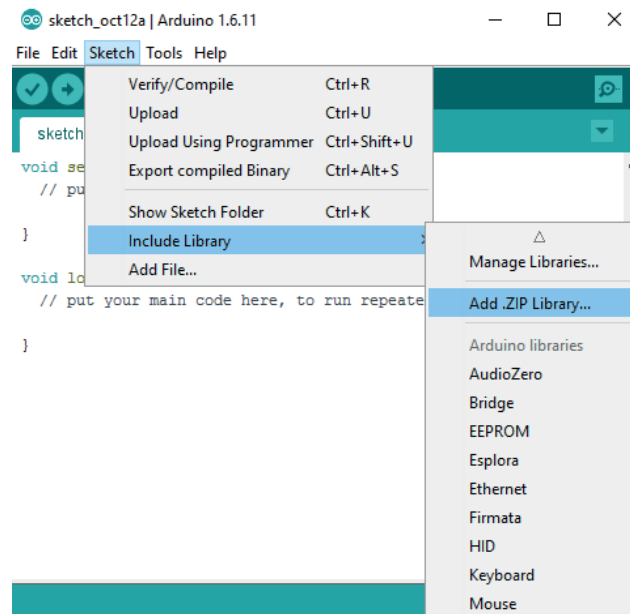 sketch_oct12a | Arduino 1.6.11
File Edit Sketch Tools Help
Verify/Compile Ctrl+R
Upload Ctrl+U
Upload Using Programmer Ctrl+Shift+U
Export compiled Binary Ctrl+Alt+S
Show Sketch Folder Ctrl+K
Include Library
Add File...
sketch
void se
// pu
}
void lo
// put your main code here, to run repeate
}
Manage Libraries...
Add .ZIP Library...
Arduino libraries
AudioZero
Bridge
EEPROM
Esplora
Ethernet
Firmata
HID
Keyboard
Mouse